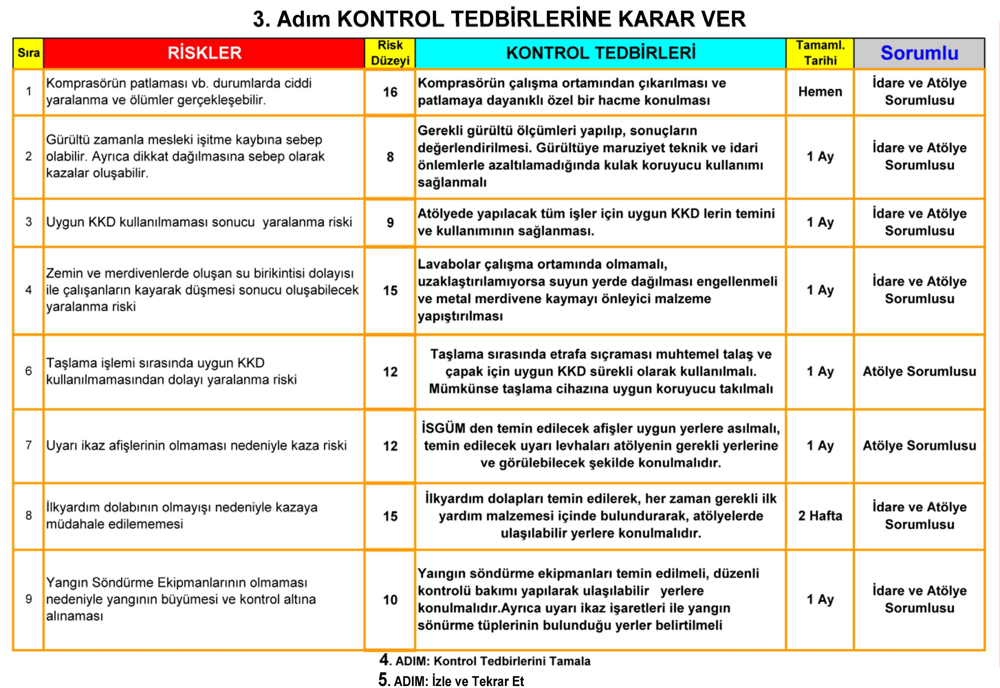 3. Adım KONTROL TEDBİRLERİNE KARAR VER
Sıra
RİSKLER
Risk
Düzeyi
KONTROL TEDBİRLERİ
Tamaml.
Tarihi
Sorumlu
1
Komprasörün patlaması vb. durumlarda ciddi
yaralanma ve ölümler gerçekleşebilir.
16
Komprasörün çalışma ortamından çıkarılması ve
patlamaya dayanıklı özel bir hacme konulması
Hemen
İdare ve Atölye
Sorumlusu
2
Gürültü zamanla mesleki işitme kaybına sebep
olabilir. Ayrıca dikkat dağılmasına sebep olarak
kazalar oluşabilir.
8
Gerekli gürültü ölçümleri yapılıp, sonuçların
değerlendirilmesi. Gürültüye maruziyet teknik ve idari
önlemlerle azaltılamadığında kulak koruyucu kullanımı
sağlanmalı
1 Ay
İdare ve Atölye
Sorumlusu
3
Uygun KKD kullanılmaması sonucu  yaralanma riski
9
Atölyede yapılacak tüm işler için uygun KKD lerin temini
ve kullanımının sağlanması.
1 Ay
İdare ve Atölye
Sorumlusu
4
Zemin ve merdivenlerde oluşan su birikintisi dolayısı
ile çalışanların kayarak düşmesi sonucu oluşabilecek
yaralanma riski
15
Lavabolar çalışma ortamında olmamalı,
uzaklaştırılamıyorsa suyun yerde dağılması engellenmeli
ve metal merdivene kaymayı önleyici malzeme
yapıştırılması
1 Ay
İdare ve Atölye
Sorumlusu
6
Taşlama işlemi sırasında uygun KKD
kullanılmamasından dolayı yaralanma riski
12
Taşlama sırasında etrafa sıçraması muhtemel talaş ve
çapak için uygun KKD sürekli olarak kullanılmalı.
Mümkünse taşlama cihazına uygun koruyucu takılmalı
1 Ay
Atölye Sorumlusu
7
Uyarı ikaz afişlerinin olmaması nedeniyle kaza riski
12
İSGÜM den temin edilecek afişler uygun yerlere asılmalı,
temin edilecek uyarı levhaları atölyenin gerekli yerlerine
ve görülebilecek şekilde konulmalıdır.
1 Ay
Atölye Sorumlusu
8
İlkyardım dolabının olmayışı nedeniyle kazaya
müdahale edilememesi
15
İlkyardım dolapları temin edilerek, her zaman gerekli ilk
yardım malzemesi içinde bulundurarak, atölyelerde
ulaşılabilir yerlere konulmalıdır.
2 Hafta
İdare ve Atölye
Sorumlusu
9
Yangın Söndürme Ekipmanlarının olmaması
nedeniyle yangının büyümesi ve kontrol altına
alınaması
10
Yaıngın söndürme ekipmanları temin edilmeli, düzenli
kontrolü bakımı yapılarak ulaşılabilir   yerlere
konulmalıdır.Ayrıca uyarı ikaz işaretleri ile yangın
sönürme tüplerinin bulunduğu yerler belirtilmeli
1 Ay
İdare ve Atölye
Sorumlusu
4. ADIM: Kontrol Tedbirlerini Tamala
5. ADIM: İzle ve Tekrar Et